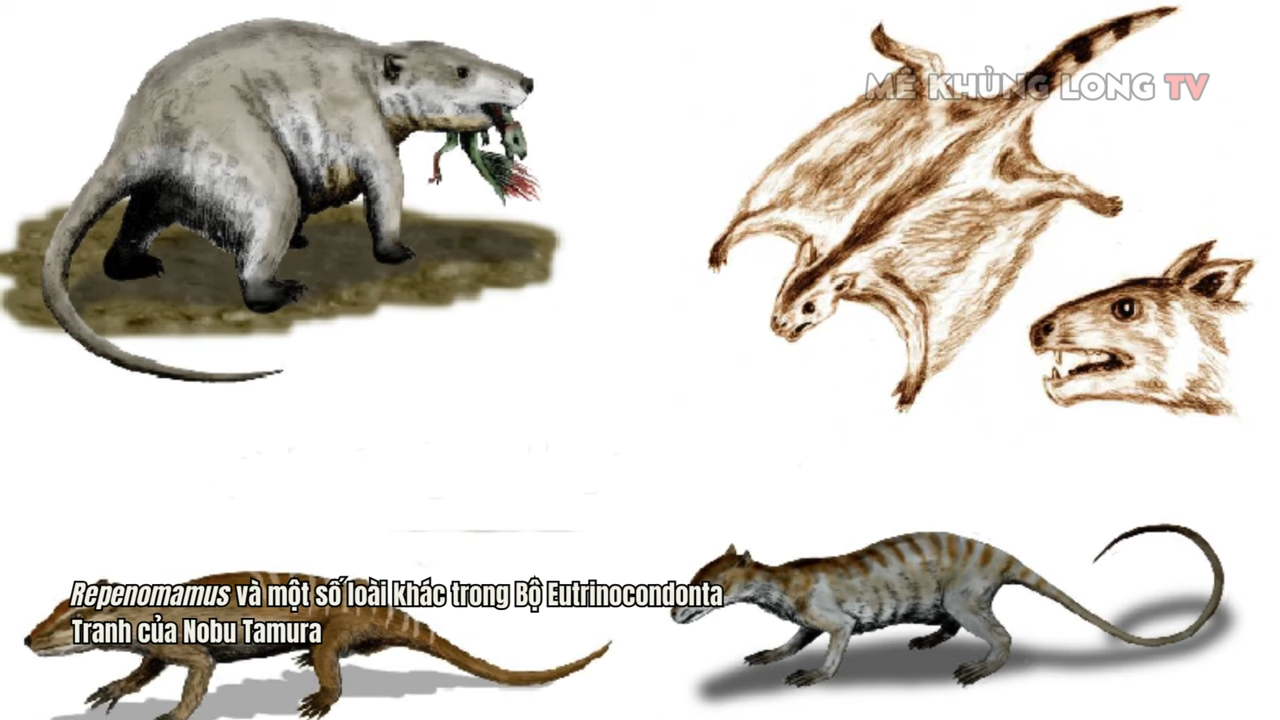 MÊ KHỦNG LONG TV
Repenomamus và một số loài khác trong Bộ Eutrinocondonta
Tranh của Nobu Tamura